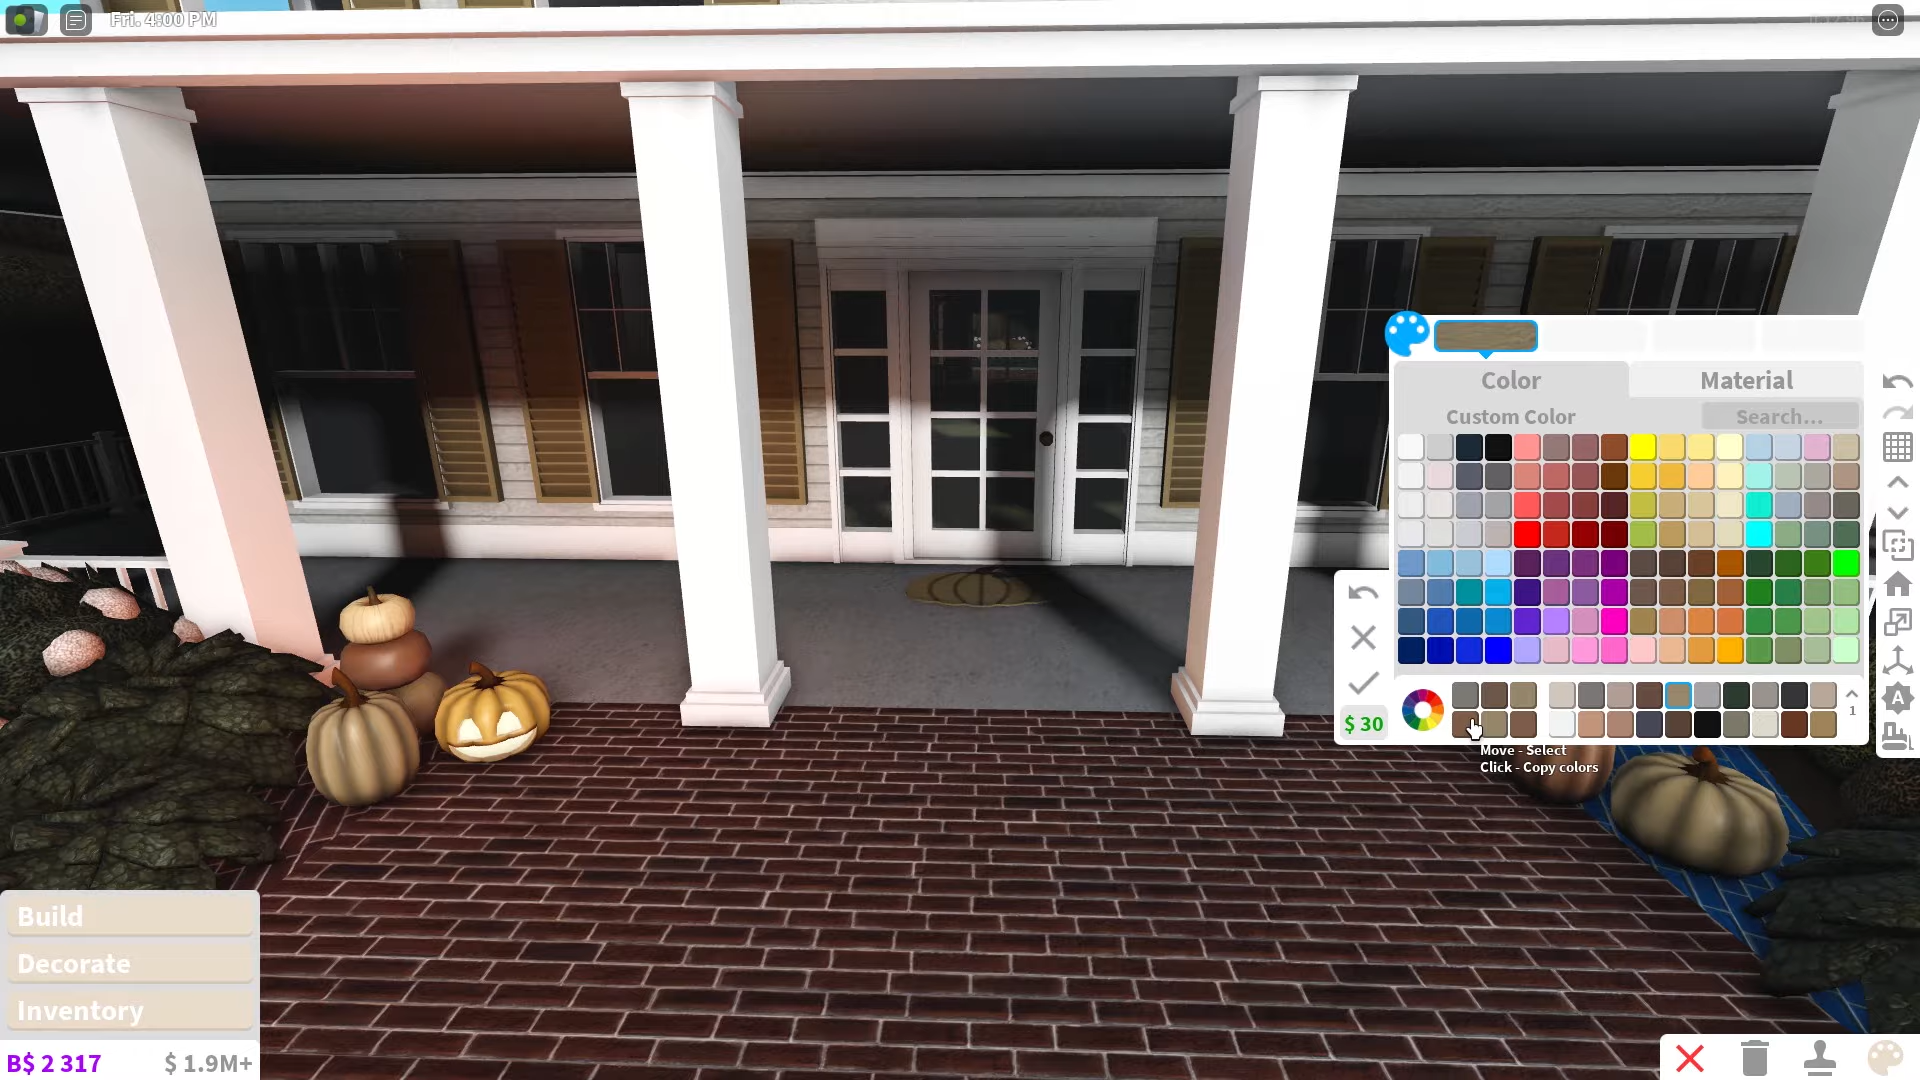 Fri. 4:00 PM
Color
Material
Custom Color
Search...
$ 30
1
Move - Select
Click - Copy colors
Build
Decorate
Inventory
B$ 2 317
$ 1.9M+